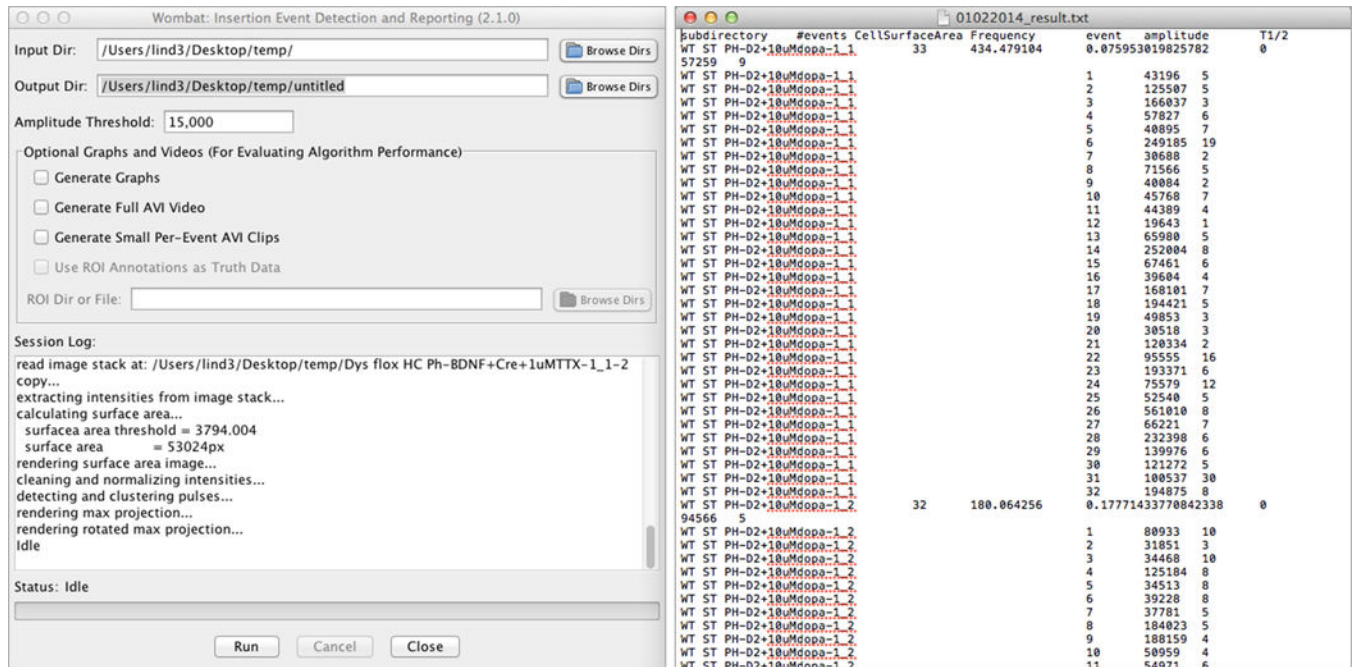 Wombat: Insertion Event Detection and Reporting (2.1.0)
Input Dir: /Users/lind3/Desktop/temp/ Browse Dirs
Output Dir: /Users/lind3/Desktop/temp/untitled Browse Dirs
Amplitude Threshold: 15,000
Optional Graphs and Videos (For Evaluating Algorithm Performance)
Generate Graphs
Generate Full AVI Video
Generate Small Per-Event AVI Clips
Use ROI Annotations as Truth Data
ROI Dir or File: Browse Dirs
Session Log:
read image stack at: /Users/lind3/Desktop/temp/Dys flox HC Ph-BDNF+Cre+1uMTTX-1_1-2
copy...
extracting intensities from image stack...
calculating surface area...
surfacea area threshold = 3794.004
surface area = 53024px
rendering surface area image...
cleaning and normalizing intensities...
detecting and clustering pulses...
rendering max projection...
rendering rotated max projection...
Idle
Status: Idle
Run Cancel Close
01022014_result.txt
subdirectory #events CellSurfaceArea Frequency event amplitude T1/2
WT ST PH-D2+10uMdopa-1_1 33 434.479104 0.075953019825782 0
57259 9
WT ST PH-D2+10uMdopa-1_1 1 43196 5
WT ST PH-D2+10uMdopa-1_1 2 125507 5
WT ST PH-D2+10uMdopa-1_1 3 166037 3
WT ST PH-D2+10uMdopa-1_1 4 57827 6
WT ST PH-D2+10uMdopa-1_1 5 40895 7
WT ST PH-D2+10uMdopa-1_1 6 249185 19
WT ST PH-D2+10uMdopa-1_1 7 30688 2
WT ST PH-D2+10uMdopa-1_1 8 71566 5
WT ST PH-D2+10uMdopa-1_1 9 40084 2
WT ST PH-D2+10uMdopa-1_1 10 45768 7
WT ST PH-D2+10uMdopa-1_1 11 44389 4
WT ST PH-D2+10uMdopa-1_1 12 19643 1
WT ST PH-D2+10uMdopa-1_1 13 65980 5
WT ST PH-D2+10uMdopa-1_1 14 252004 8
WT ST PH-D2+10uMdopa-1_1 15 67461 6
WT ST PH-D2+10uMdopa-1_1 16 39604 4
WT ST PH-D2+10uMdopa-1_1 17 168101 7
WT ST PH-D2+10uMdopa-1_1 18 194421 5
WT ST PH-D2+10uMdopa-1_1 19 49853 3
WT ST PH-D2+10uMdopa-1_1 20 30518 3
WT ST PH-D2+10uMdopa-1_1 21 120334 2
WT ST PH-D2+10uMdopa-1_1 22 95555 16
WT ST PH-D2+10uMdopa-1_1 23 193371 6
WT ST PH-D2+10uMdopa-1_1 24 75579 12
WT ST PH-D2+10uMdopa-1_1 25 52540 5
WT ST PH-D2+10uMdopa-1_1 26 561010 8
WT ST PH-D2+10uMdopa-1_1 27 66221 7
WT ST PH-D2+10uMdopa-1_1 28 232398 6
WT ST PH-D2+10uMdopa-1_1 29 139976 6
WT ST PH-D2+10uMdopa-1_1 30 121272 5
WT ST PH-D2+10uMdopa-1_1 31 100537 30
WT ST PH-D2+10uMdopa-1_1 32 194875 8
WT ST PH-D2+10uMdopa-1_2 32 180.064256 0.17771433770842338 0
94566 5
WT ST PH-D2+10uMdopa-1_2 1 80933 10
WT ST PH-D2+10uMdopa-1_2 2 31851 3
WT ST PH-D2+10uMdopa-1_2 3 34468 10
WT ST PH-D2+10uMdopa-1_2 4 125184 8
WT ST PH-D2+10uMdopa-1_2 5 34513 8
WT ST PH-D2+10uMdopa-1_2 6 39228 8
WT ST PH-D2+10uMdopa-1_2 7 37781 5
WT ST PH-D2+10uMdopa-1_2 8 184023 5
WT ST PH-D2+10uMdopa-1_2 9 188159 4
WT ST PH-D2+10uMdopa-1_2 10 50959 4
WT ST PH-D2+10uMdopa-1_2 11 54971 6